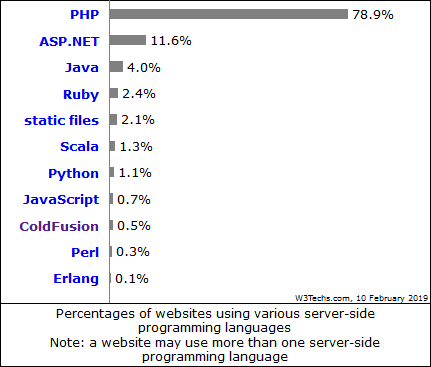 PHP 78.9%
ASP.NET 11.6%
Java 4.0%
Ruby 2.4%
static files 2.1%
Scala 1.3%
Python 1.1%
JavaScript 0.7%
ColdFusion 0.5%
Perl 0.3%
Erlang 0.1%
W3Techs.com, 10 February 2019
Percentages of websites using various server-side
programming languages
Note: a website may use more than one server-side
programming language